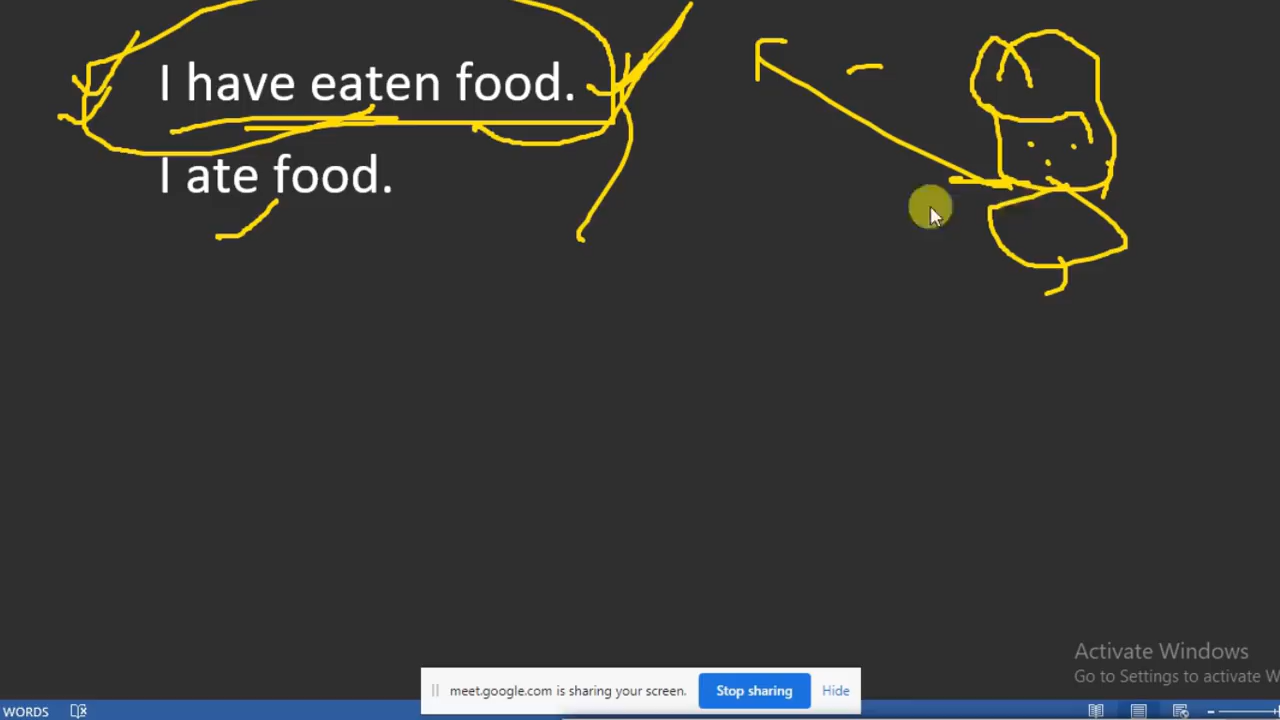 I have eaten food.
I ate food.
Activate Windows
Go to Settings to activate W
meet.google.com is sharing your screen.
Stop sharing
Hide
WORDS